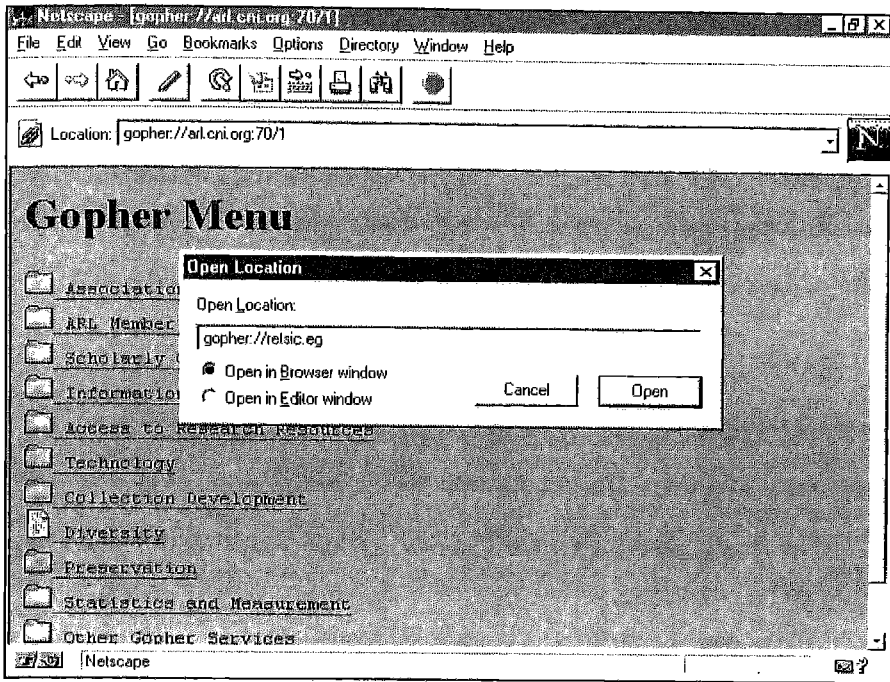 Netscape - [gopher://arl.cni.org:70/1]
File Edit View Go Bookmarks Options Directory Window Help
Location: gopher://arl.cni.org:70/1
N
Gopher Menu
Open Location
Open Location:
gopher://relsic.eg
Open in Browser window
Open in Editor window
Cancel
Open
Association
ARL Member
Scholarly
Information
Access to Research Resources
Technology
Collection Development
Diversity
Preservation
Statistics and Measurement
Other Gopher Services
Netscape